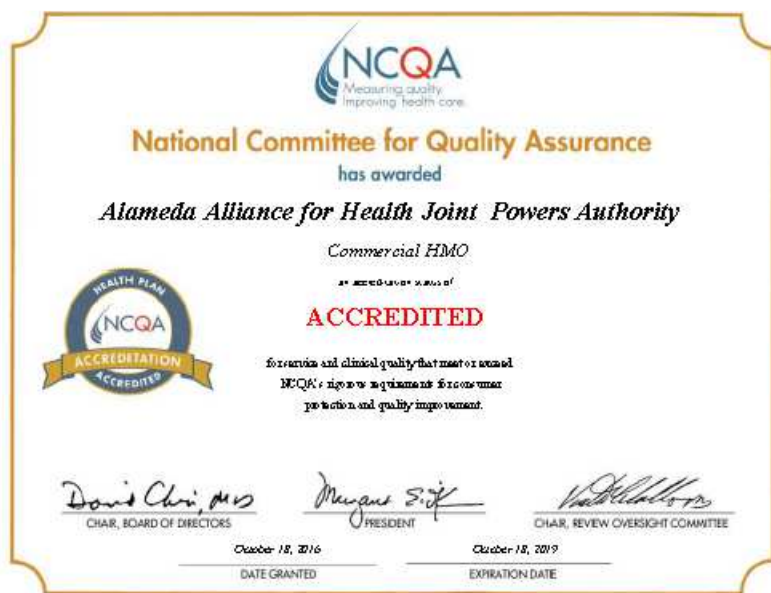 NCQA
Measuring quality.
Improving health care.
National Committee for Quality Assurance
has awarded
Alameda Alliance for Health Joint Powers Authority
Commercial HMO
ACCREDITED
for service and clinical quality that meet or exceed
NCQA's rigorous requirements for consumer
protection and quality improvement.
HEALTH PLAN
NCQA
ACCREDITATION
ACCREDITED
CHAIR, BOARD OF DIRECTORS
PRESIDENT
CHAIR, REVIEW OVERSIGHT COMMITTEE
October 18, 2016
October 18, 2019
DATE GRANTED
EXPIRATION DATE